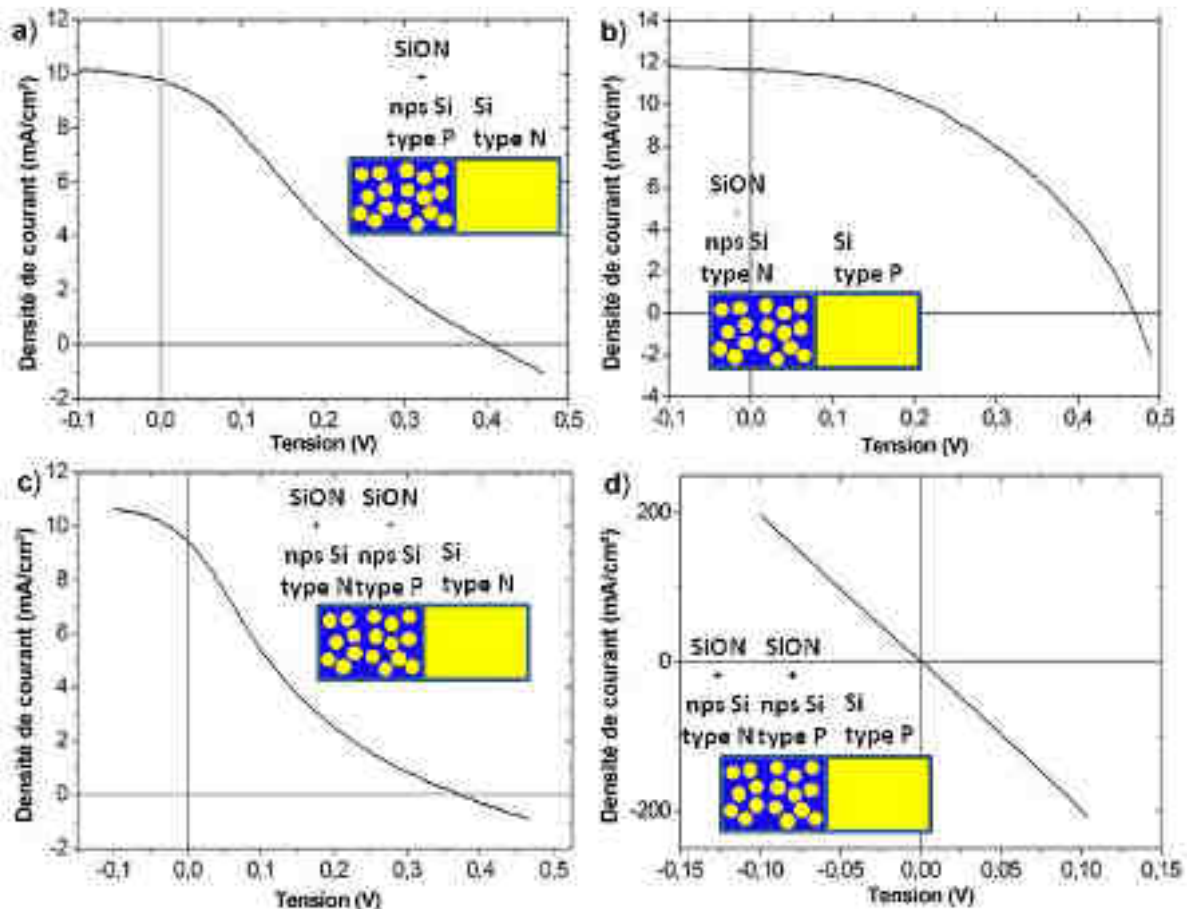 a)
Densité de courant (mA/cm²)
12
10
8
6
4
2
0
-2
-0,1 0,0 0,1 0,2 0,3 0,4 0,5
Tension (V)
SiON
+
nps Si Si
type P type N
b)
Densité de courant (mA/cm²)
14
12
10
8
6
4
2
0
-2
-4
-0,1 0,0 0,1 0,2 0,3 0,4 0,5
Tension (V)
SiON
nps Si Si
type N type P
c)
Densité de courant (mA/cm²)
12
10
8
6
4
2
0
-2
-0,1 0,0 0,1 0,2 0,3 0,4 0,5
Tension (V)
SiON SiON
+ +
nps Si nps Si Si
type N type P type N
d)
Densité de courant (mA/cm²)
200
0
-200
-0,15 -0,10 -0,05 0,00 0,05 0,10 0,15
Tension (V)
SiON SiON
+ +
nps Si nps Si Si
type N type P type P